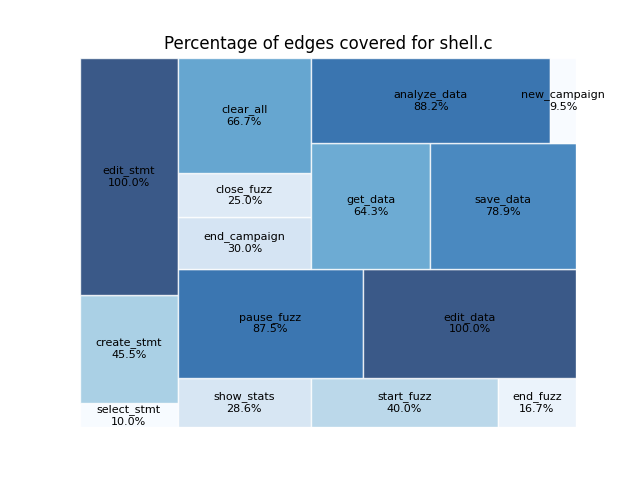 Percentage of edges covered for shell.c
edit_stmt
100.0%
clear_all
66.7%
analyze_data
88.2%
new_campaign
9.5%
close_fuzz
25.0%
get_data
64.3%
save_data
78.9%
end_campaign
30.0%
create_stmt
45.5%
pause_fuzz
87.5%
edit_data
100.0%
select_stmt
10.0%
show_stats
28.6%
start_fuzz
40.0%
end_fuzz
16.7%